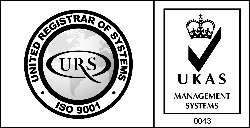 UNITED REGISTRAR OF SYSTEMS
URS
• ISO 9001 •
UKAS
MANAGEMENT
SYSTEMS
0043